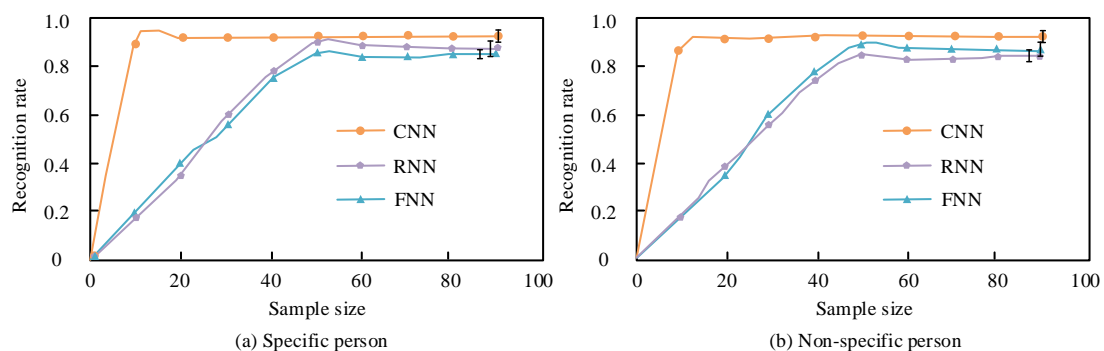 Recognition rate
1.0
0.8
0.6
0.4
0.2
0
CNN
RNN
FNN
0 20 40 60 80 100
Sample size
(a) Specific person
Recognition rate
1.0
0.8
0.6
0.4
0.2
0
CNN
RNN
FNN
0 20 40 60 80 100
Sample size
(b) Non-specific person